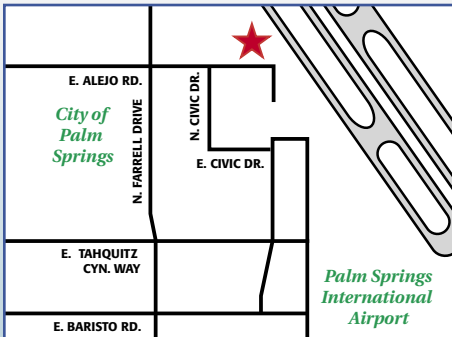 E. ALEJO RD.
City of
Palm
Springs
N. FARRELL DRIVE
N. CIVIC DR.
E. CIVIC DR.
E. TAHQUITZ
CYN. WAY
Palm Springs
International
Airport
E. BARISTO RD.